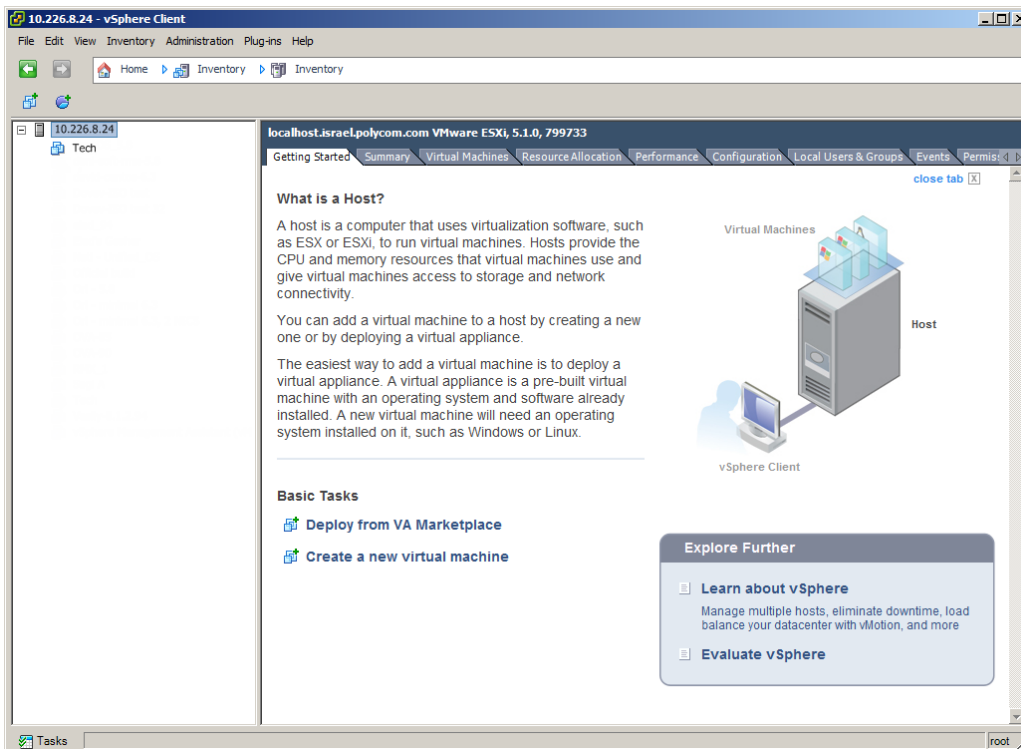 10.226.8.24 - vSphere Client
File Edit View Inventory Administration Plug-ins Help
Home Inventory Inventory
10.226.8.24
Tech
localhost.israel.polycom.com VMware ESXi, 5.1.0, 799733
Getting Started Summary Virtual Machines Resource Allocation Performance Configuration Local Users & Groups Events Permis
close tab X
What is a Host?
A host is a computer that uses virtualization software, such
as ESX or ESXi, to run virtual machines. Hosts provide the
CPU and memory resources that virtual machines use and
give virtual machines access to storage and network
connectivity.
You can add a virtual machine to a host by creating a new
one or by deploying a virtual appliance.
The easiest way to add a virtual machine is to deploy a
virtual appliance. A virtual appliance is a pre-built virtual
machine with an operating system and software already
installed. A new virtual machine will need an operating
system installed on it, such as Windows or Linux.
Virtual Machines
Host
vSphere Client
Basic Tasks
Deploy from VA Marketplace
Create a new virtual machine
Explore Further
Learn about vSphere
Manage multiple hosts, eliminate downtime, load
balance your datacenter with vMotion, and more
Evaluate vSphere
Tasks
root